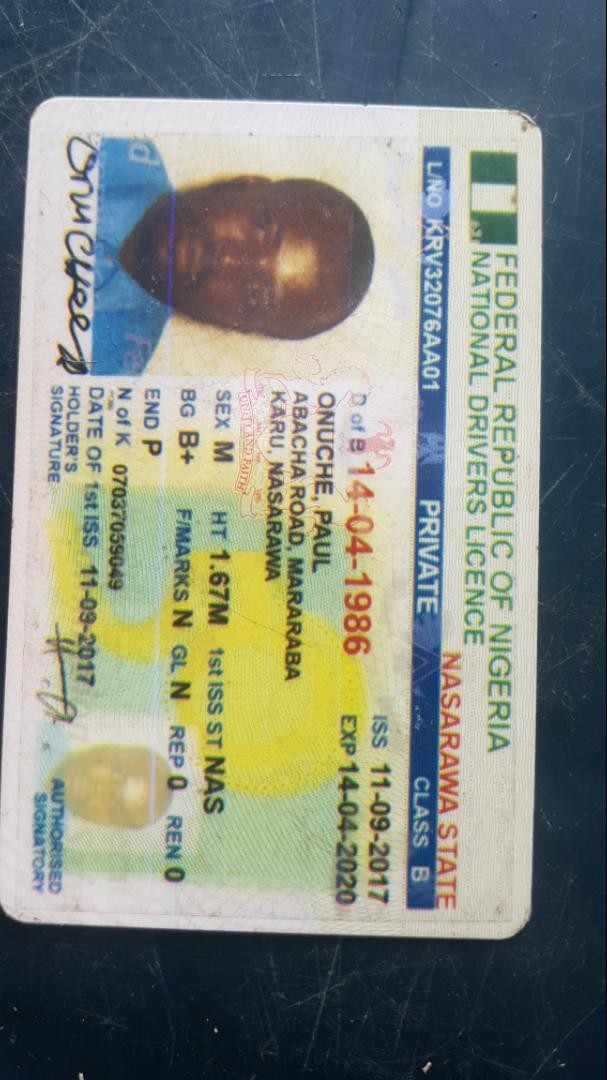 FEDERAL REPUBLIC OF NIGERIA
NATIONAL DRIVERS LICENCE
NASARAWA STATE
L/NO KRV32076AA01 PRIVATE CLASS B
D of B 14-04-1986
ISS 11-09-2017
EXP 14-04-2020
ONUCHE, PAUL
ABACHA ROAD, MARARABA
KARU, NASARAWA
UNITY AND FAITH
SEX M HT 1.67M 1st ISS ST NAS
BG B+ F/MARKS N GL N REP 0 REN 0
END P
N of K 07037059049
DATE OF 1st ISS 11-09-2017
HOLDER'S
SIGNATURE
AUTHORISED
SIGNATORY